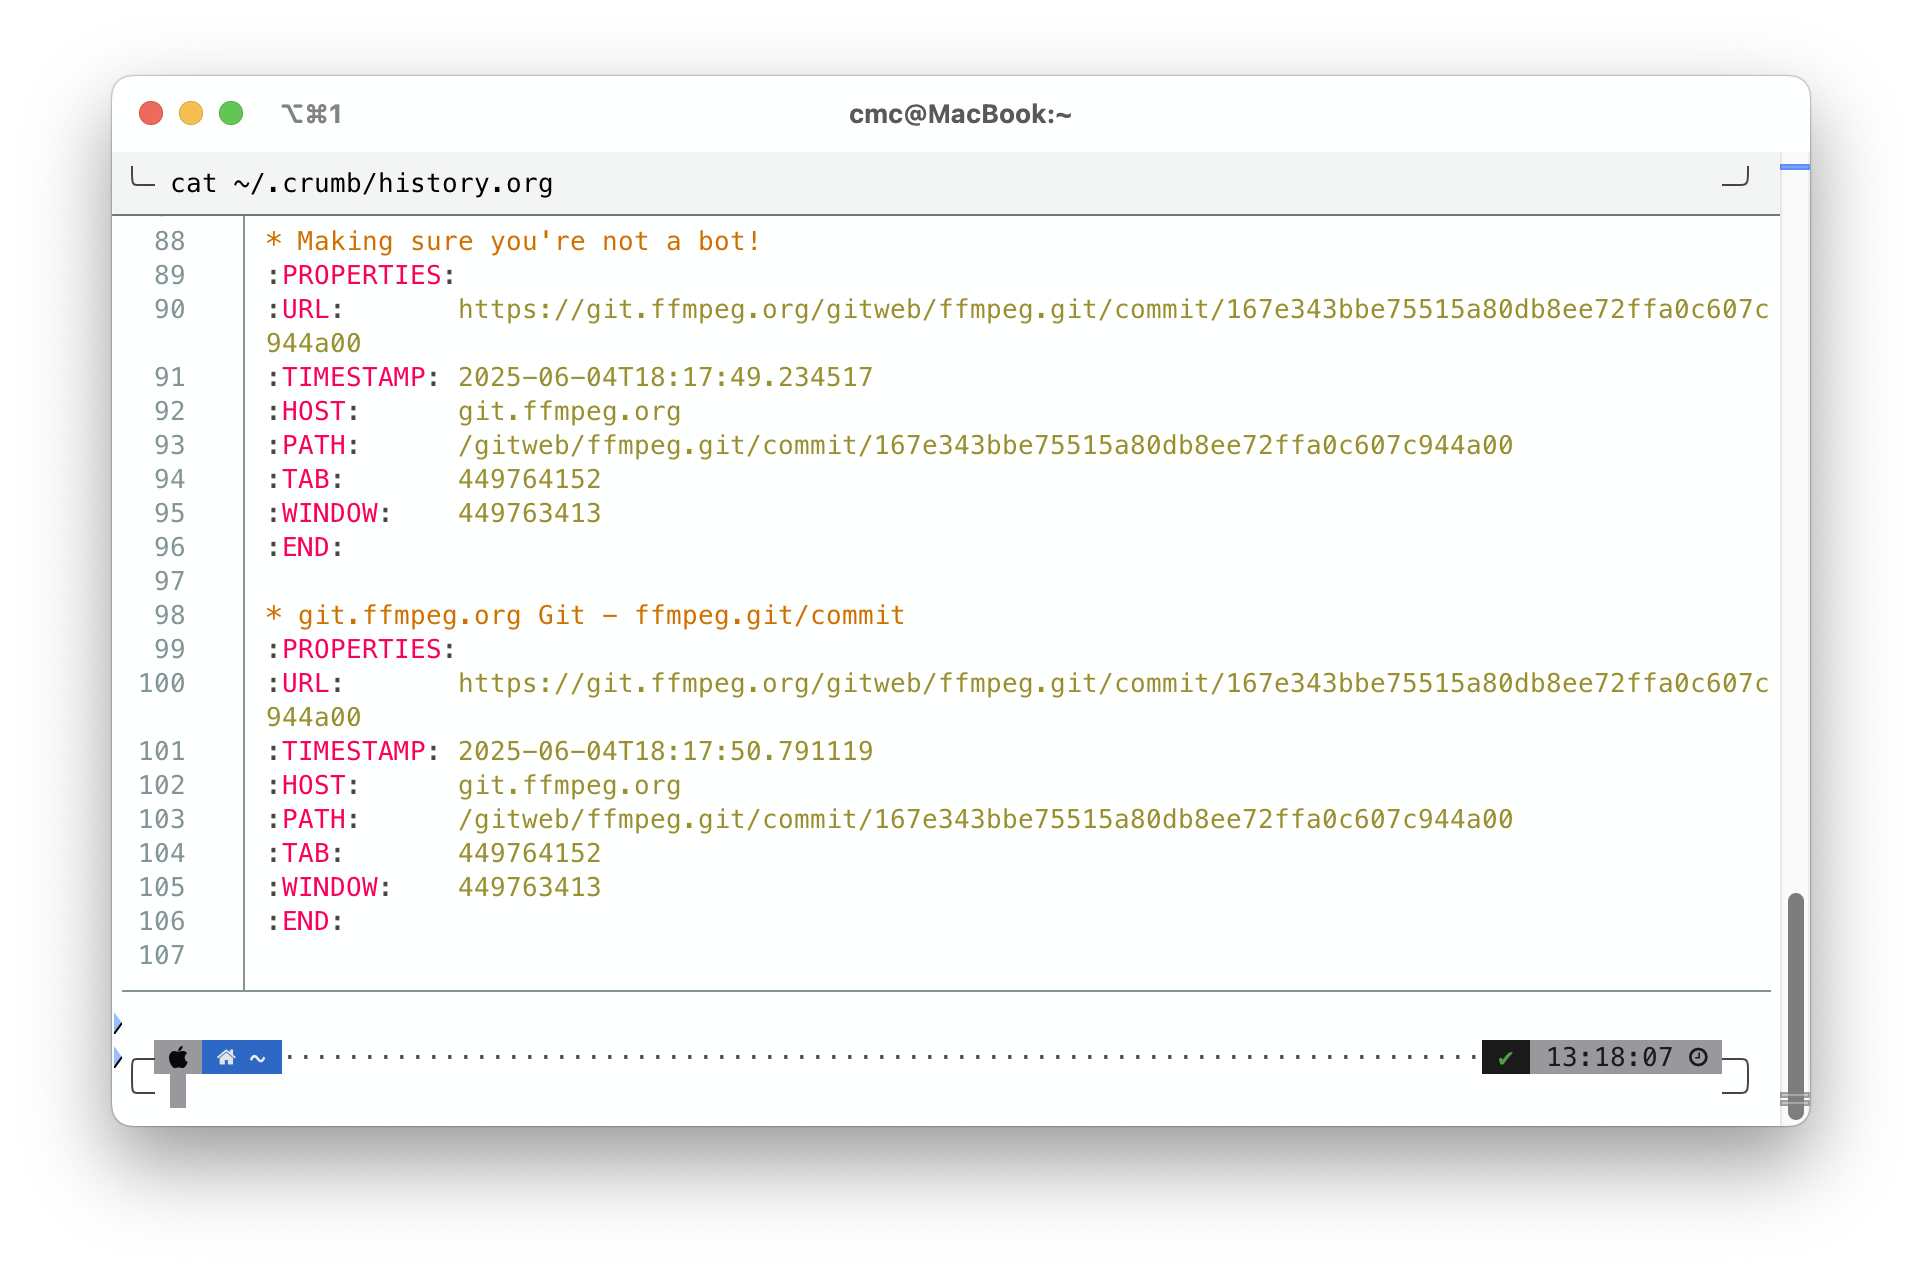 ⌥⌘1
cmc@MacBook:~
cat ~/.crumb/history.org
88 * Making sure you're not a bot!
89 :PROPERTIES:
90 :URL: https://git.ffmpeg.org/gitweb/ffmpeg.git/commit/167e343bbe75515a80db8ee72ffa0c607c
944a00
91 :TIMESTAMP: 2025-06-04T18:17:49.234517
92 :HOST: git.ffmpeg.org
93 :PATH: /gitweb/ffmpeg.git/commit/167e343bbe75515a80db8ee72ffa0c607c944a00
94 :TAB: 449764152
95 :WINDOW: 449763413
96 :END:
97
98 * git.ffmpeg.org Git - ffmpeg.git/commit
99 :PROPERTIES:
100 :URL: https://git.ffmpeg.org/gitweb/ffmpeg.git/commit/167e343bbe75515a80db8ee72ffa0c607c
944a00
101 :TIMESTAMP: 2025-06-04T18:17:50.791119
102 :HOST: git.ffmpeg.org
103 :PATH: /gitweb/ffmpeg.git/commit/167e343bbe75515a80db8ee72ffa0c607c944a00
104 :TAB: 449764152
105 :WINDOW: 449763413
106 :END:
107
~ ✔ 13:18:07